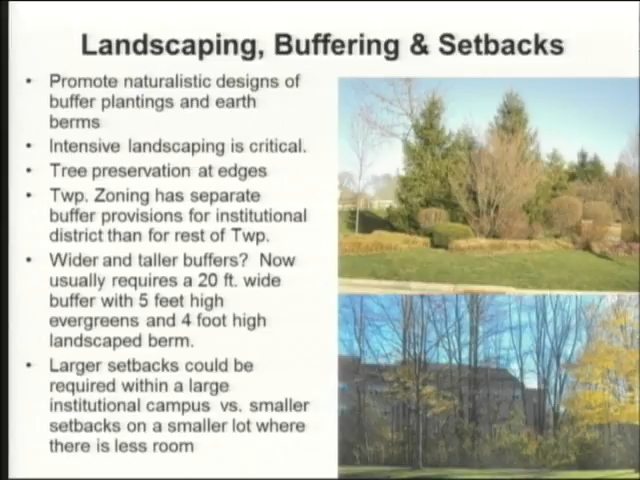 Landscaping, Buffering & Setbacks
• Promote naturalistic designs of
buffer plantings and earth
berms
• Intensive landscaping is critical.
• Tree preservation at edges
• Twp. Zoning has separate
buffer provisions for institutional
district than for rest of Twp.
• Wider and taller buffers? Now
usually requires a 20 ft. wide
buffer with 5 feet high
evergreens and 4 foot high
landscaped berm.
• Larger setbacks could be
required within a large
institutional campus vs. smaller
setbacks on a smaller lot where
there is less room